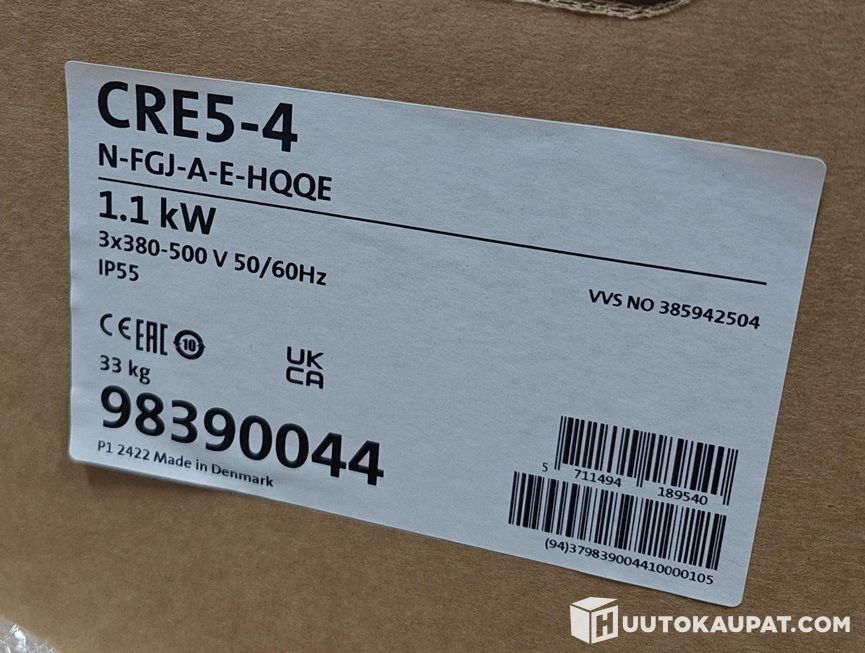 CRE5-4
N-FGJ-A-E-HQQE
1.1 kW
3x380-500 V 50/60Hz
IP55
VVS NO 385942504
CE EAC 10
UK
CA
33 kg
98390044
P1 2422 Made in Denmark
5 711494 189540
(94)379839004410000105
HUUTOKAUPAT.COM